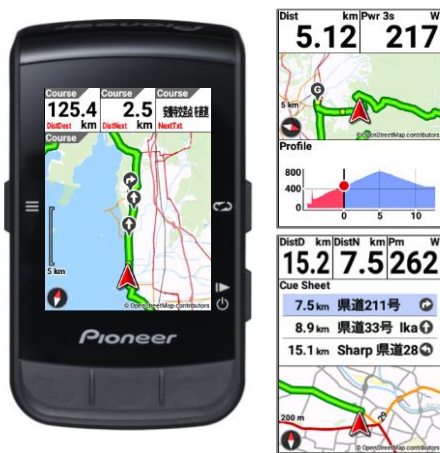 Pioneer
Course Course Course
125.4 2.5
DistDest km DistNext km NextTxt
Course
5 km
© OpenStreetMap contributors
Pioneer
Dist km Pwr 3s W
5.12 217
G
5 km
© OpenStreetMap contributors
Profile
800
400
0
0 5 10
DistD km DistN km Pm W
15.2 7.5 262
Cue Sheet
7.5 km 県道211号
8.9 km 県道33号 Ika
15.1 km Sharp 県道28
29
200 m
© OpenStreetMap contributors